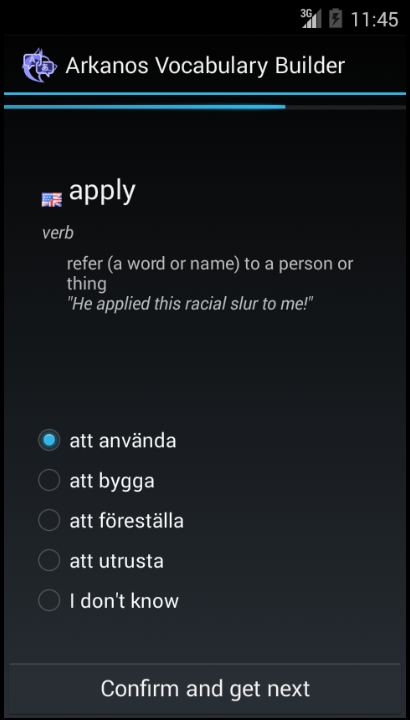 3G 11:45
Arkanos Vocabulary Builder
apply
verb
refer (a word or name) to a person or
thing
"He applied this racial slur to me!"
att använda
att bygga
att föreställa
att utrusta
I don't know
Confirm and get next